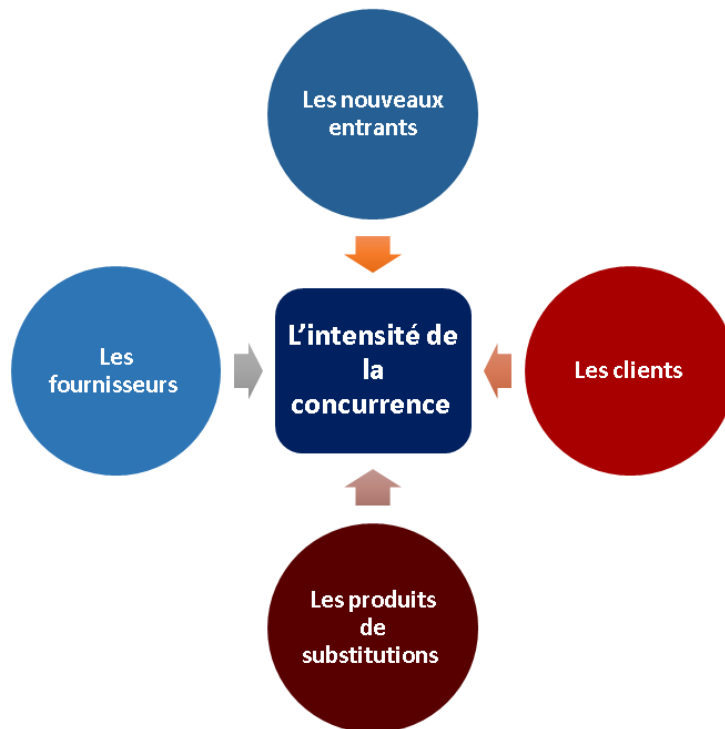 Les nouveaux
entrants
L’intensité de
la
concurrence
Les
fournisseurs
Les clients
Les produits
de
substitutions